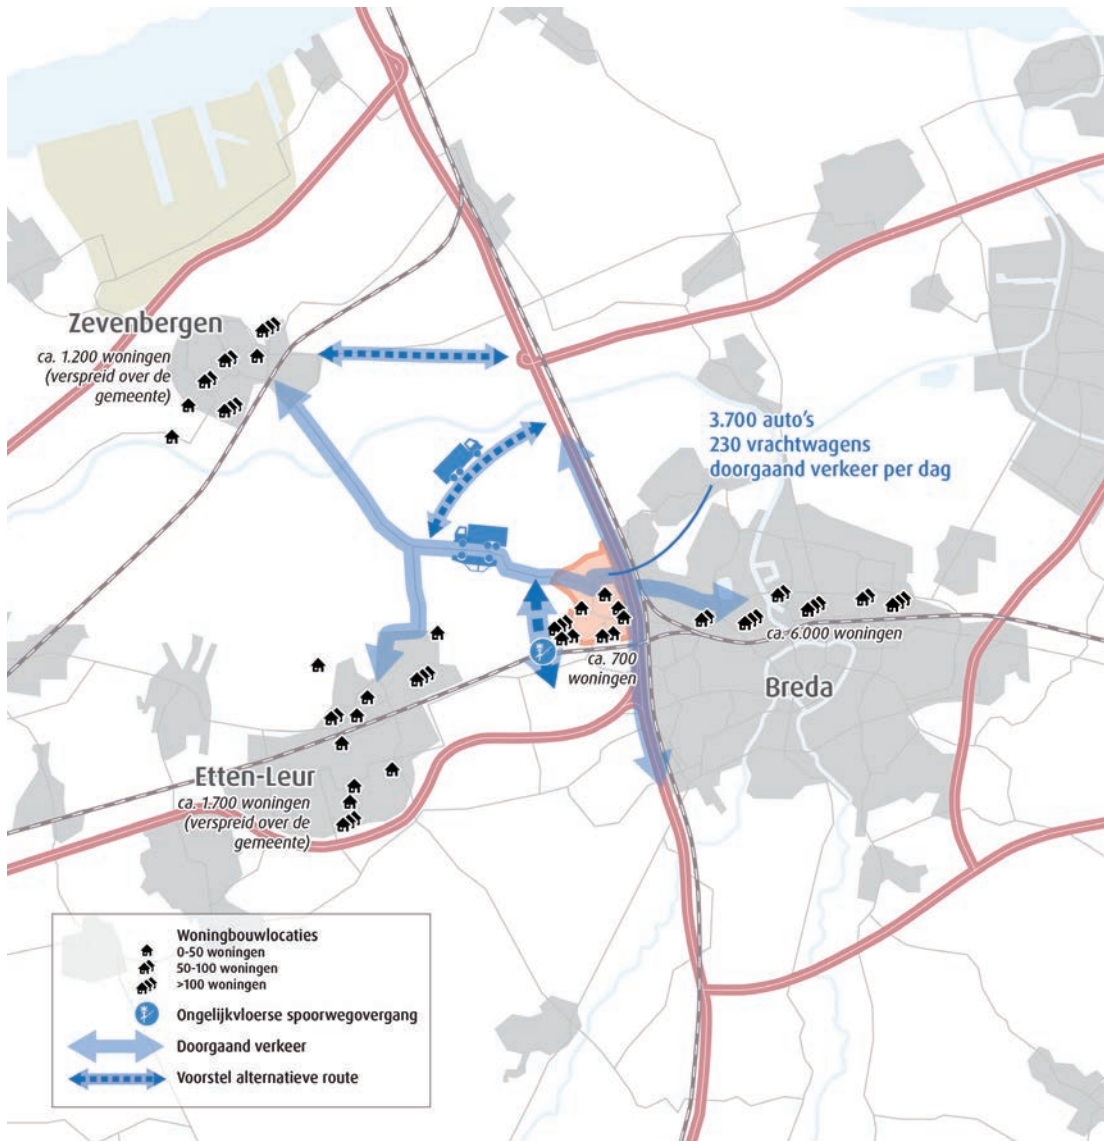 Zevenbergen
ca. 1.200 woningen
(verspreid over de
gemeente)
3.700 auto's
230 vrachtwagens
doorgaand verkeer per dag
ca. 6.000 woningen
ca. 700
woningen
Breda
Etten-Leur
ca. 1.700 woningen
(verspreid over de
gemeente)
Woningbouwlocaties
0-50 woningen
50-100 woningen
>100 woningen
Ongelijkvloerse spoorwegovergang
Doorgaand verkeer
Voorstel alternatieve route